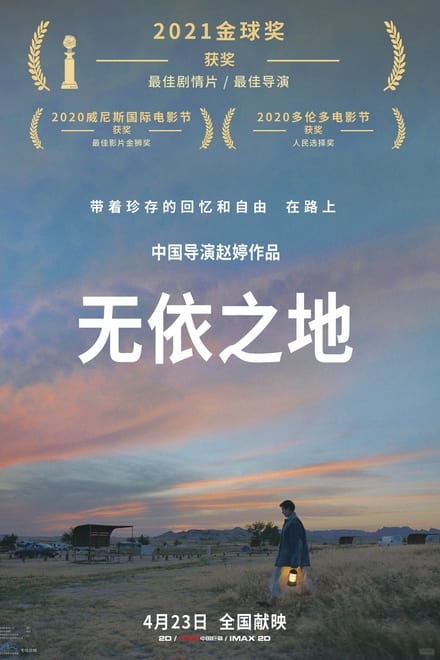 2021金球奖
获奖
最佳剧情片 / 最佳导演
2020威尼斯国际电影节
获奖
最佳影片金狮奖
2020多伦多电影节
获奖
人民选择奖
带着珍存的回忆和自由 在路上
中国导演赵婷作品
无依之地
4月23日 全国献映
2D / 中国巨幕 / IMAX 2D